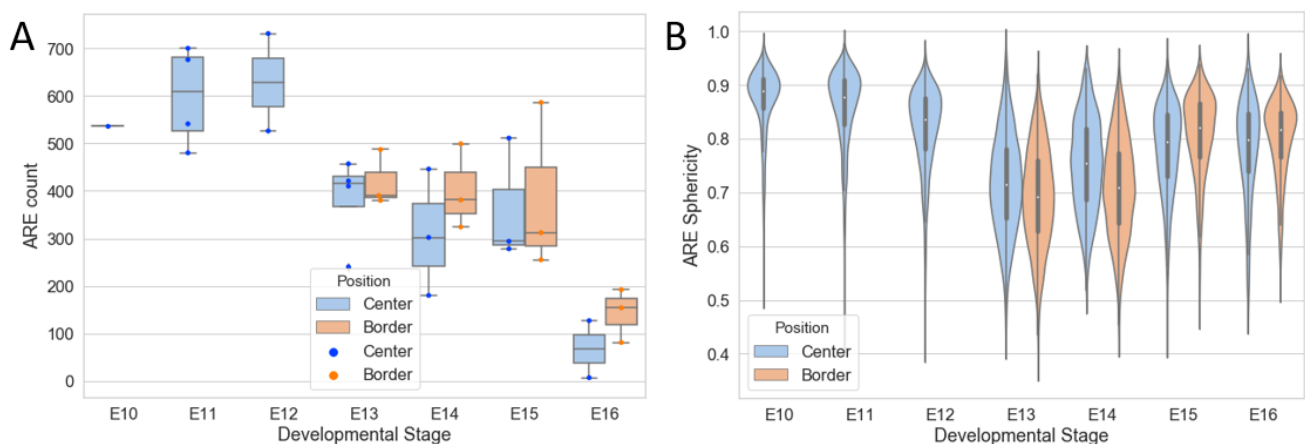 A
ARE count
700
600
500
400
300
200
100
0
Position
Center
Border
Center
Border
E10 E11 E12 E13 E14 E15 E16
Developmental Stage
B
ARE Sphericity
1.0
0.9
0.8
0.7
0.6
0.5
0.4
Position
Center
Border
E10 E11 E12 E13 E14 E15 E16
Developmental Stage